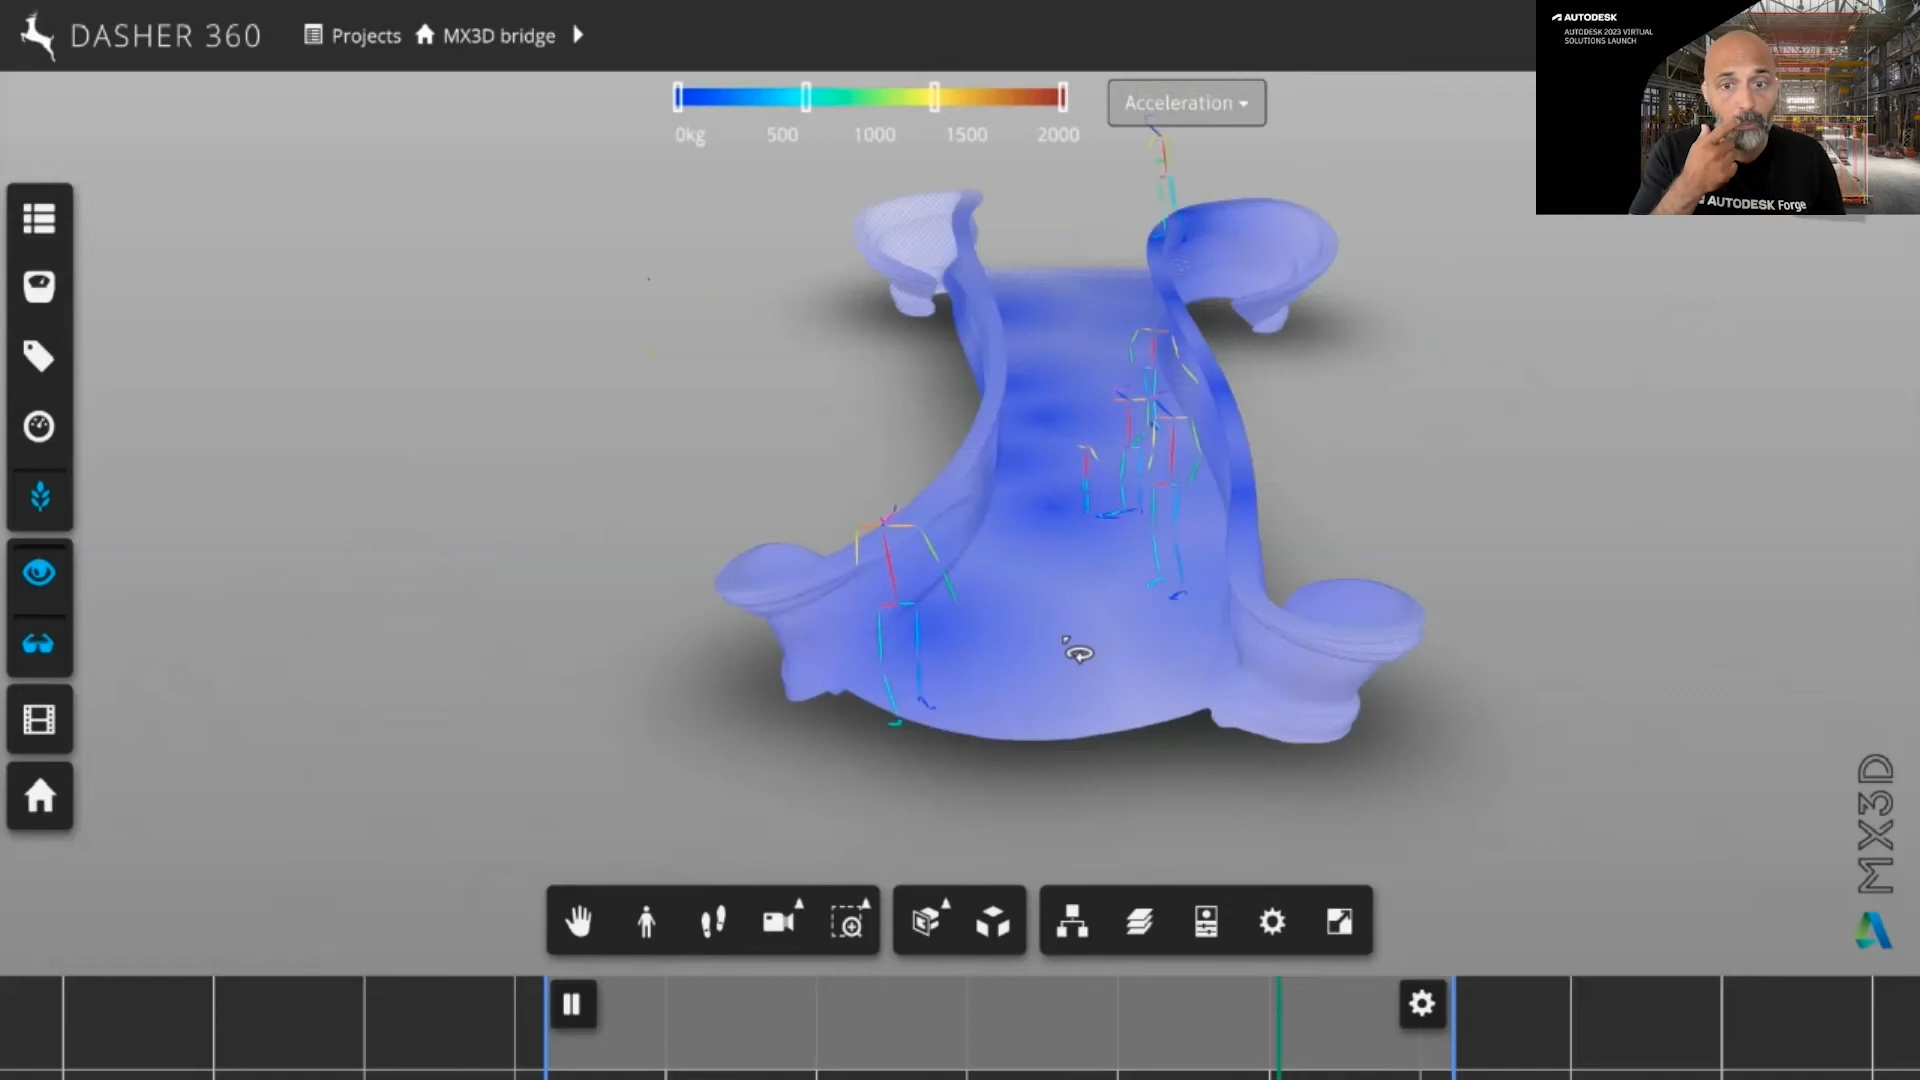 DASHER 360
Projects
MX3D bridge
0kg 500 1000 1500 2000
Acceleration
AUTODESK
AUTODESK 2023 VIRTUAL
SOLUTIONS LAUNCH
AUTODESK Forge
MX3D